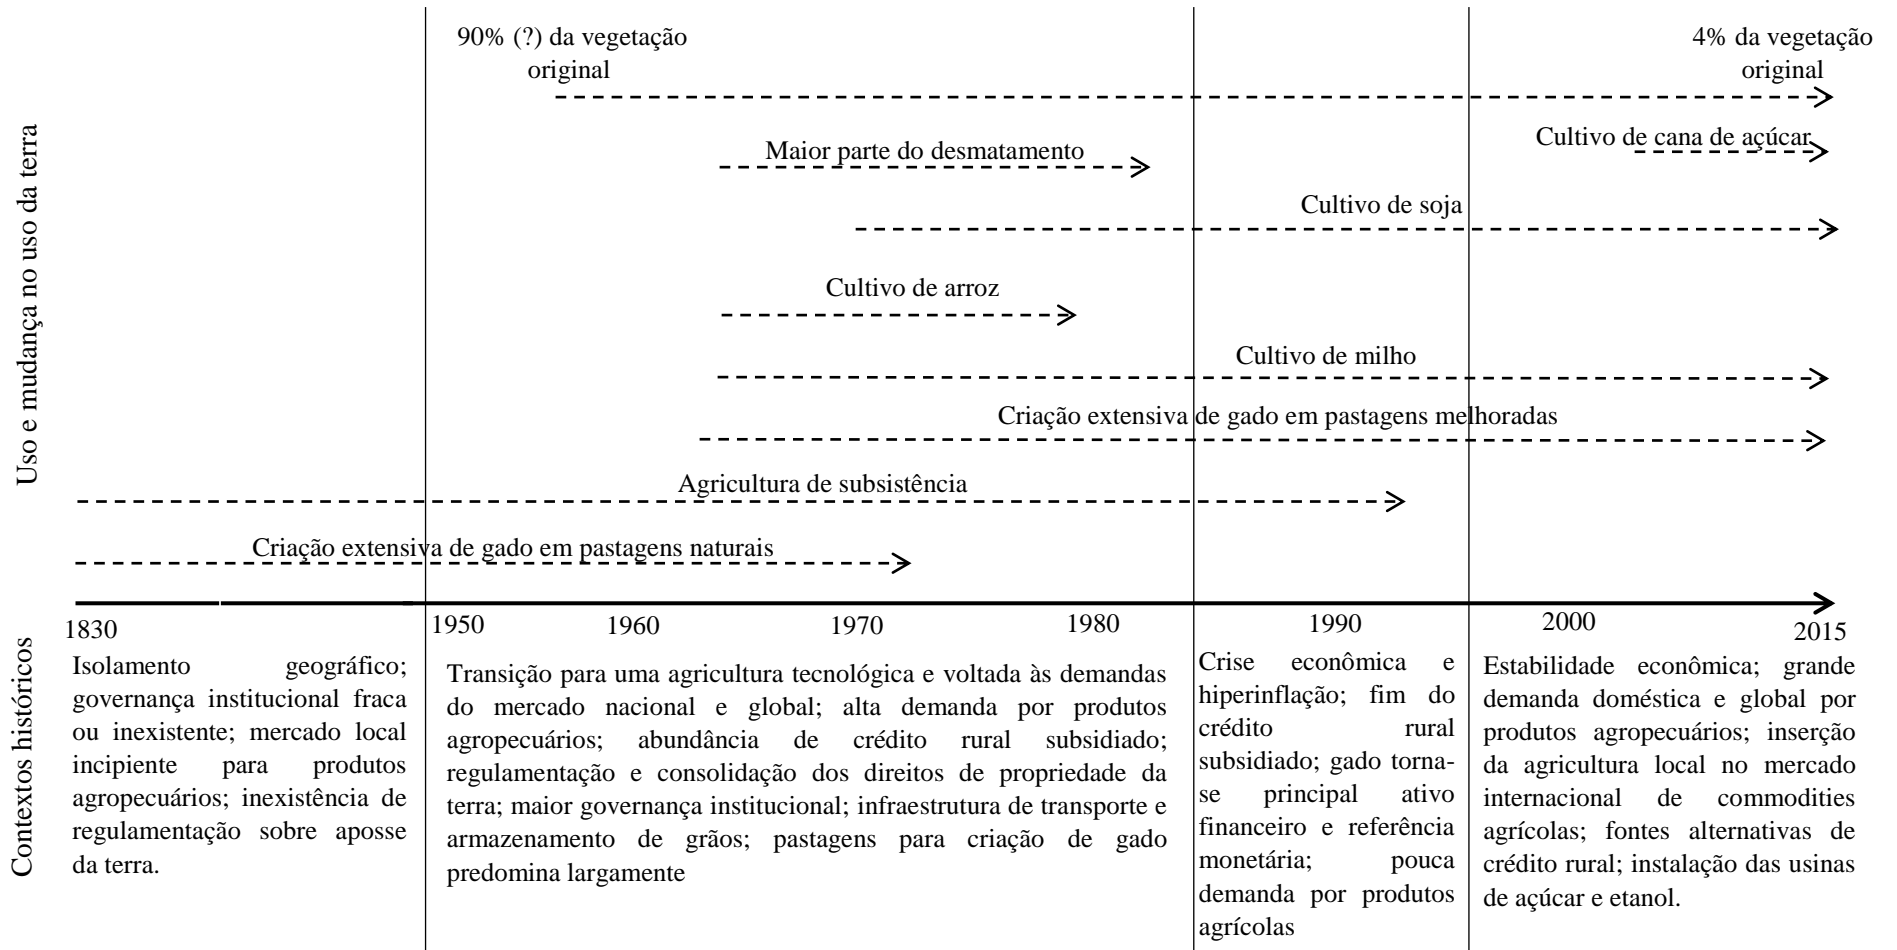 90% (?) da vegetação
original
4% da vegetação
original
Cultivo de cana de açúcar
Maior parte do desmatamento
Cultivo de soja
Cultivo de arroz
Cultivo de milho
Criação extensiva de gado em pastagens melhoradas
Agricultura de subsistência
Criação extensiva de gado em pastagens naturais
Uso e mudança no uso da terra
1830
1950
1960
1970
1980
1990
2000
2015
Contextos históricos
Isolamento geográfico;
governança institucional fraca
ou inexistente; mercado local
incipiente para produtos
agropecuários; inexistência de
regulamentação sobre aposse
da terra.
Transição para uma agricultura tecnológica e voltada às demandas
do mercado nacional e global; alta demanda por produtos
agropecuários; abundância de crédito rural subsidiado;
regulamentação e consolidação dos direitos de propriedade da
terra; maior governança institucional; infraestrutura de transporte e
armazenamento de grãos; pastagens para criação de gado
predomina largamente
Crise econômica e
hiperinflação; fim do
crédito rural
subsidiado; gado torna-
se principal ativo
financeiro e referência
monetária; pouca
demanda por produtos
agrícolas
Estabilidade econômica; grande
demanda doméstica e global por
produtos agropecuários; inserção
da agricultura local no mercado
internacional de commodities
agrícolas; fontes alternativas de
crédito rural; instalação das usinas
de açúcar e etanol.